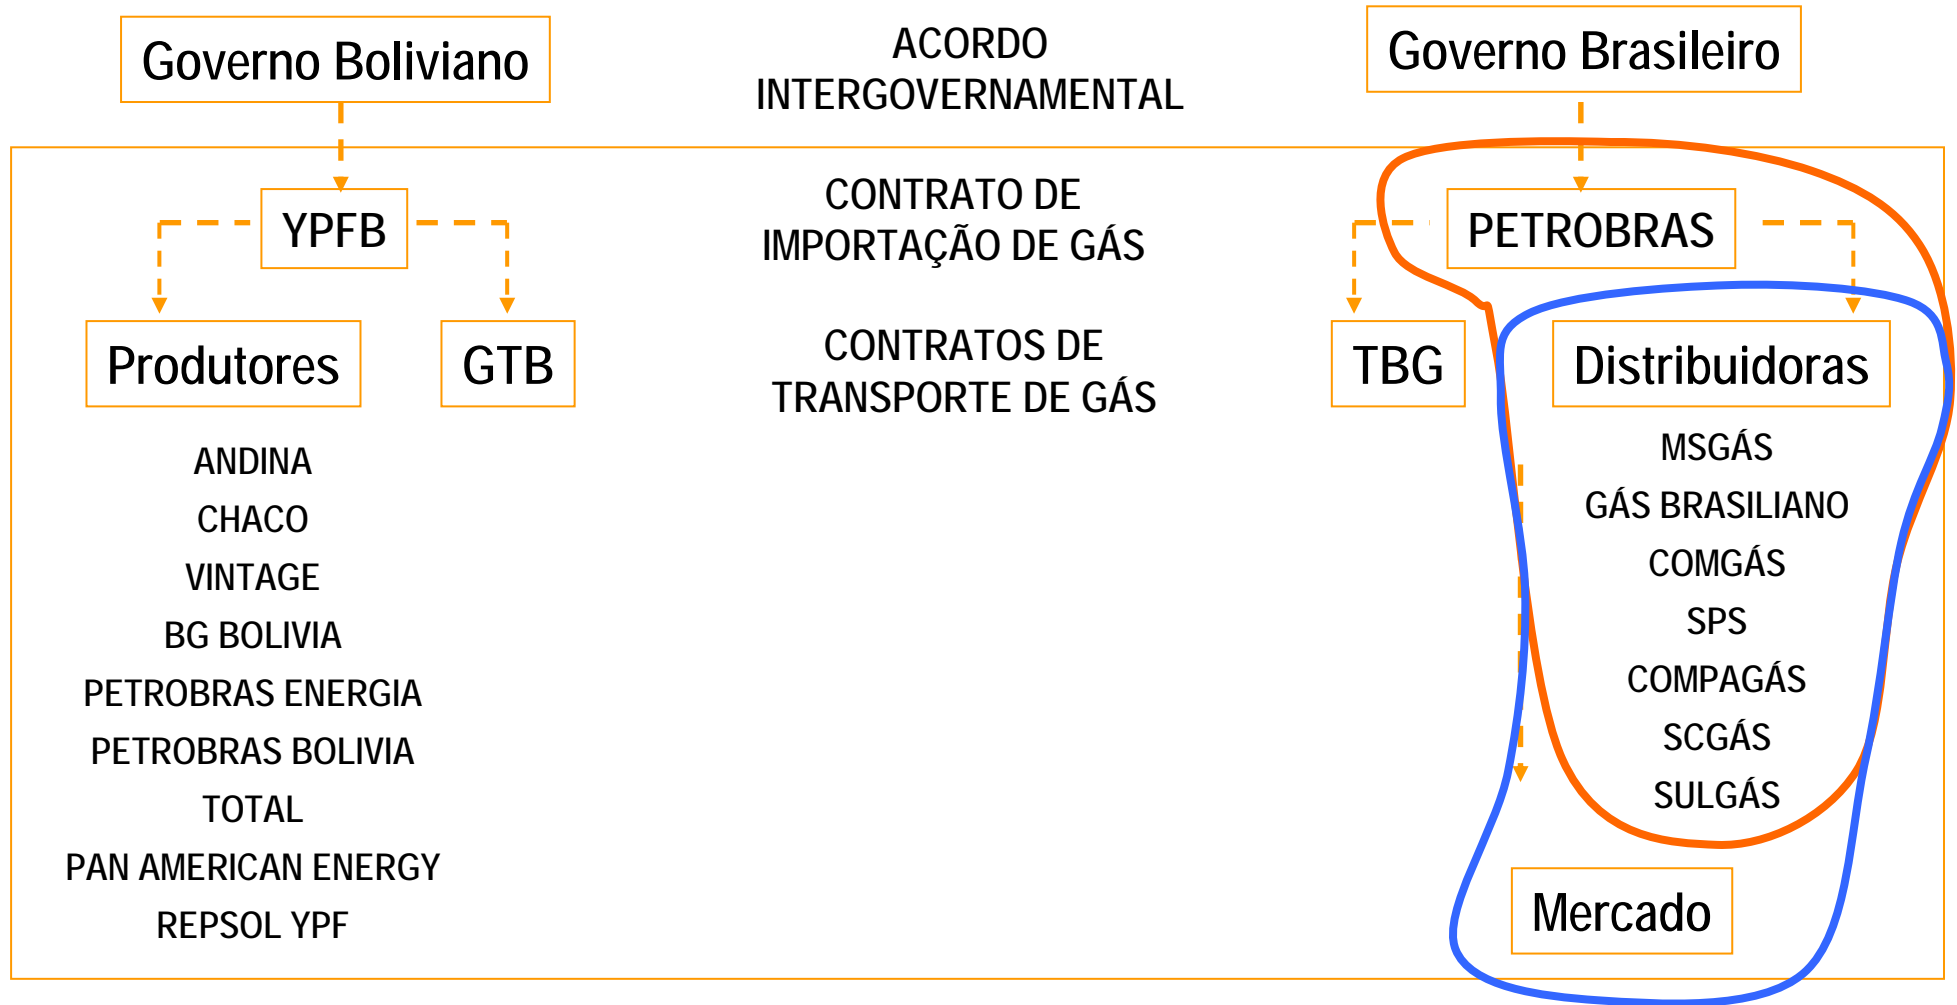 Governo Boliviano
ACORDO
INTERGOVERNAMENTAL
Governo Brasileiro
YPFB
CONTRATO DE
IMPORTAÇÃO DE GÁS
PETROBRAS
Produtores
GTB
CONTRATOS DE
TRANSPORTE DE GÁS
TBG
Distribuidoras
ANDINA
CHACO
VINTAGE
BG BOLIVIA
PETROBRAS ENERGIA
PETROBRAS BOLIVIA
TOTAL
PAN AMERICAN ENERGY
REPSOL YPF
MSGÁS
GÁS BRASILIANO
COMGÁS
SPS
COMPAGÁS
SCGÁS
SULGÁS
Mercado